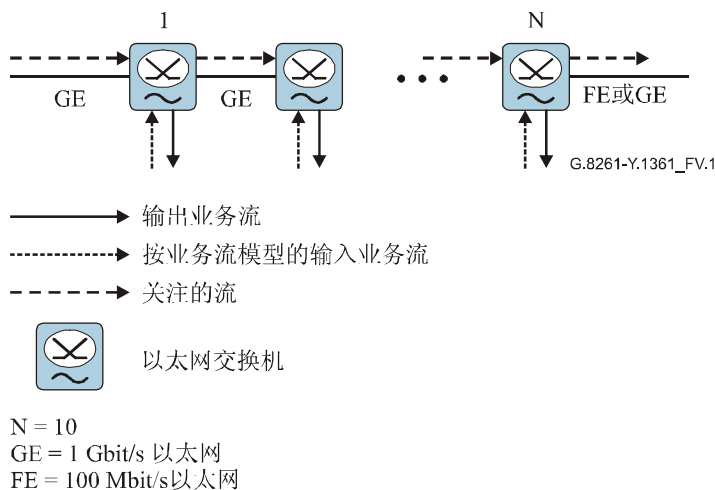 1
N
GE
GE
FE或GE
G.8261-Y.1361_FV.1
输出业务流
按业务流模型的输入业务流
关注的流
以太网交换机
N = 10
GE = 1 Gbit/s 以太网
FE = 100 Mbit/s以太网